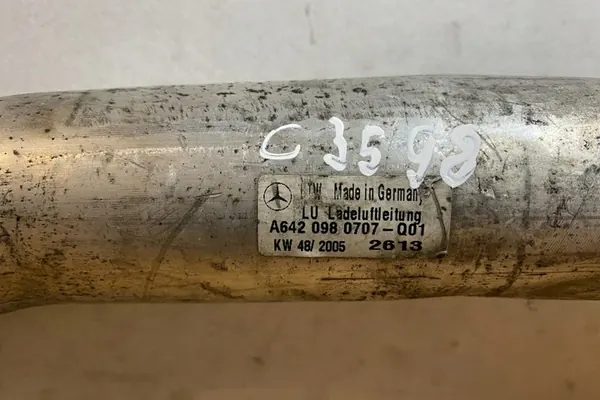 C 3598
Made in Germany
LU Ladeluftleitung
A642 098 0707-Q01
KW 48/2005 2613